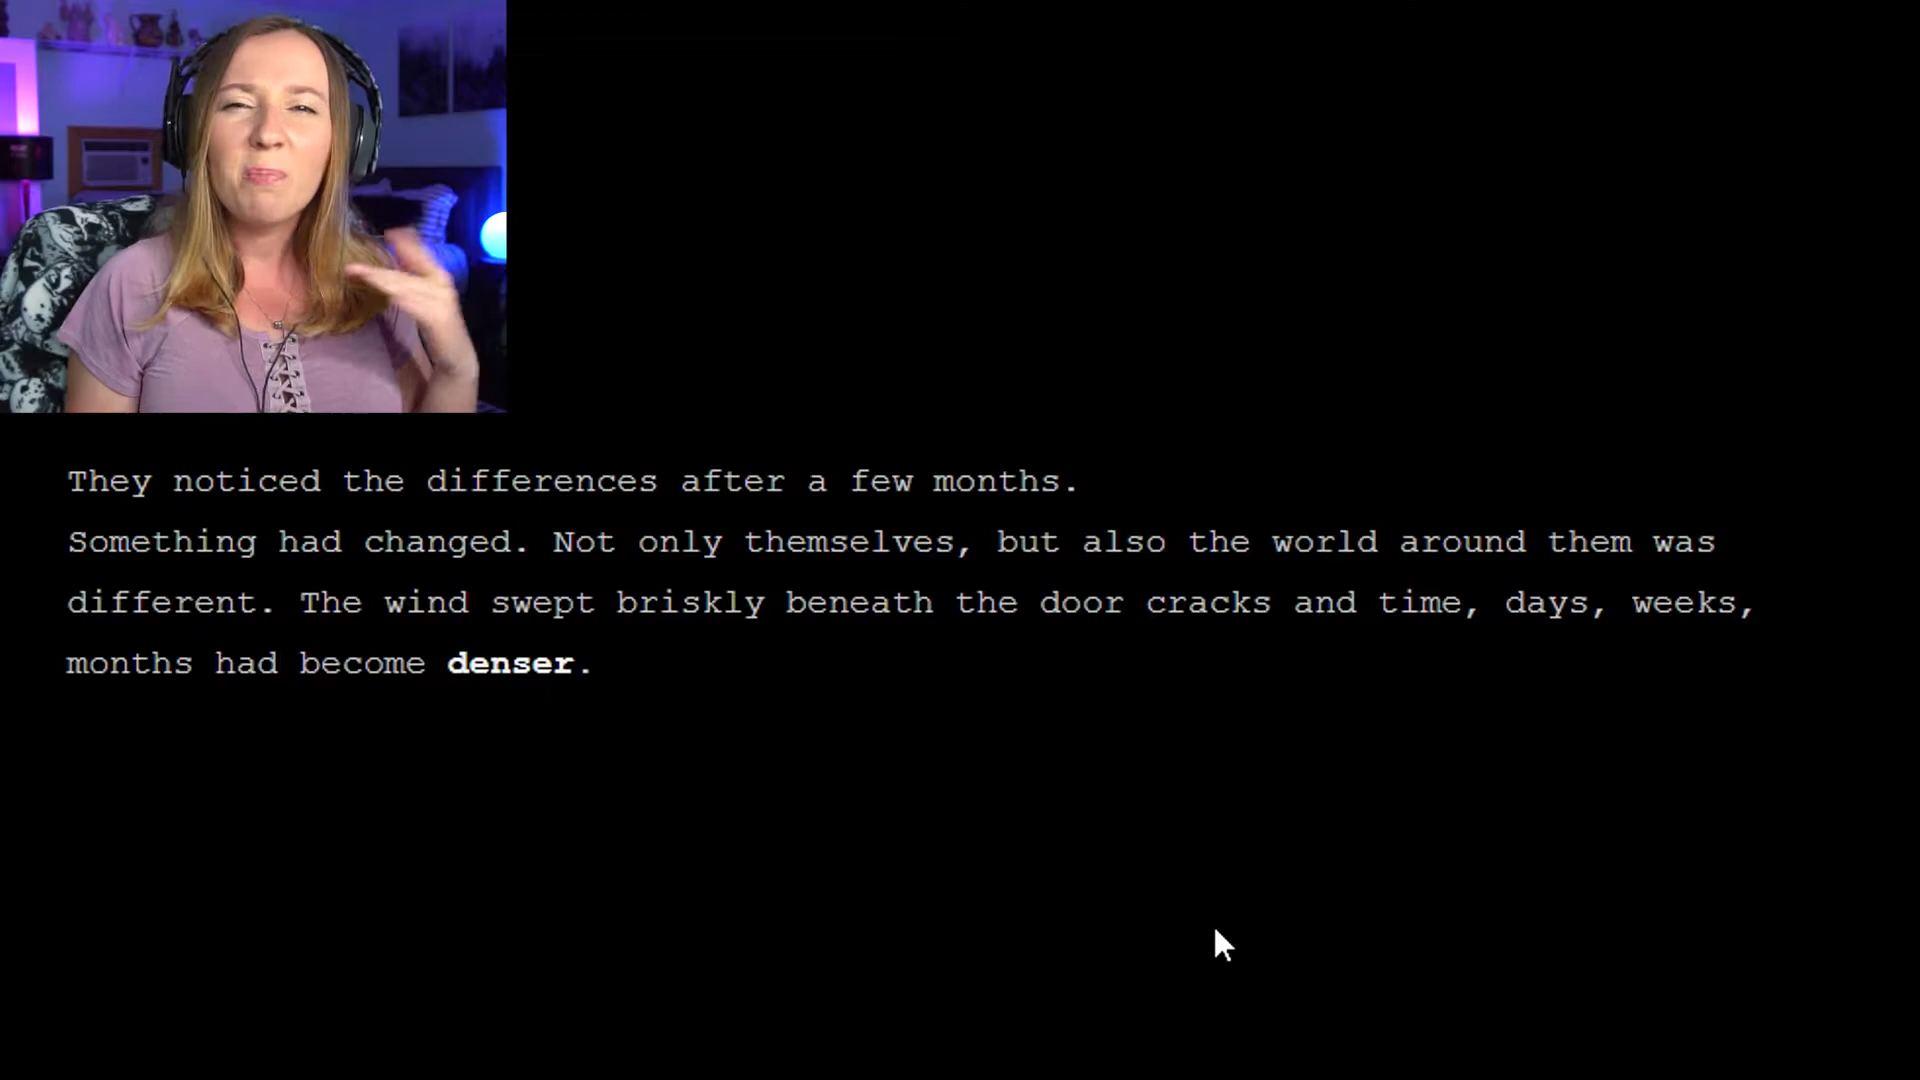 They noticed the differences after a few months.
Something had changed. Not only themselves, but also the world around them was
different. The wind swept briskly beneath the door cracks and time, days, weeks,
months had become denser.